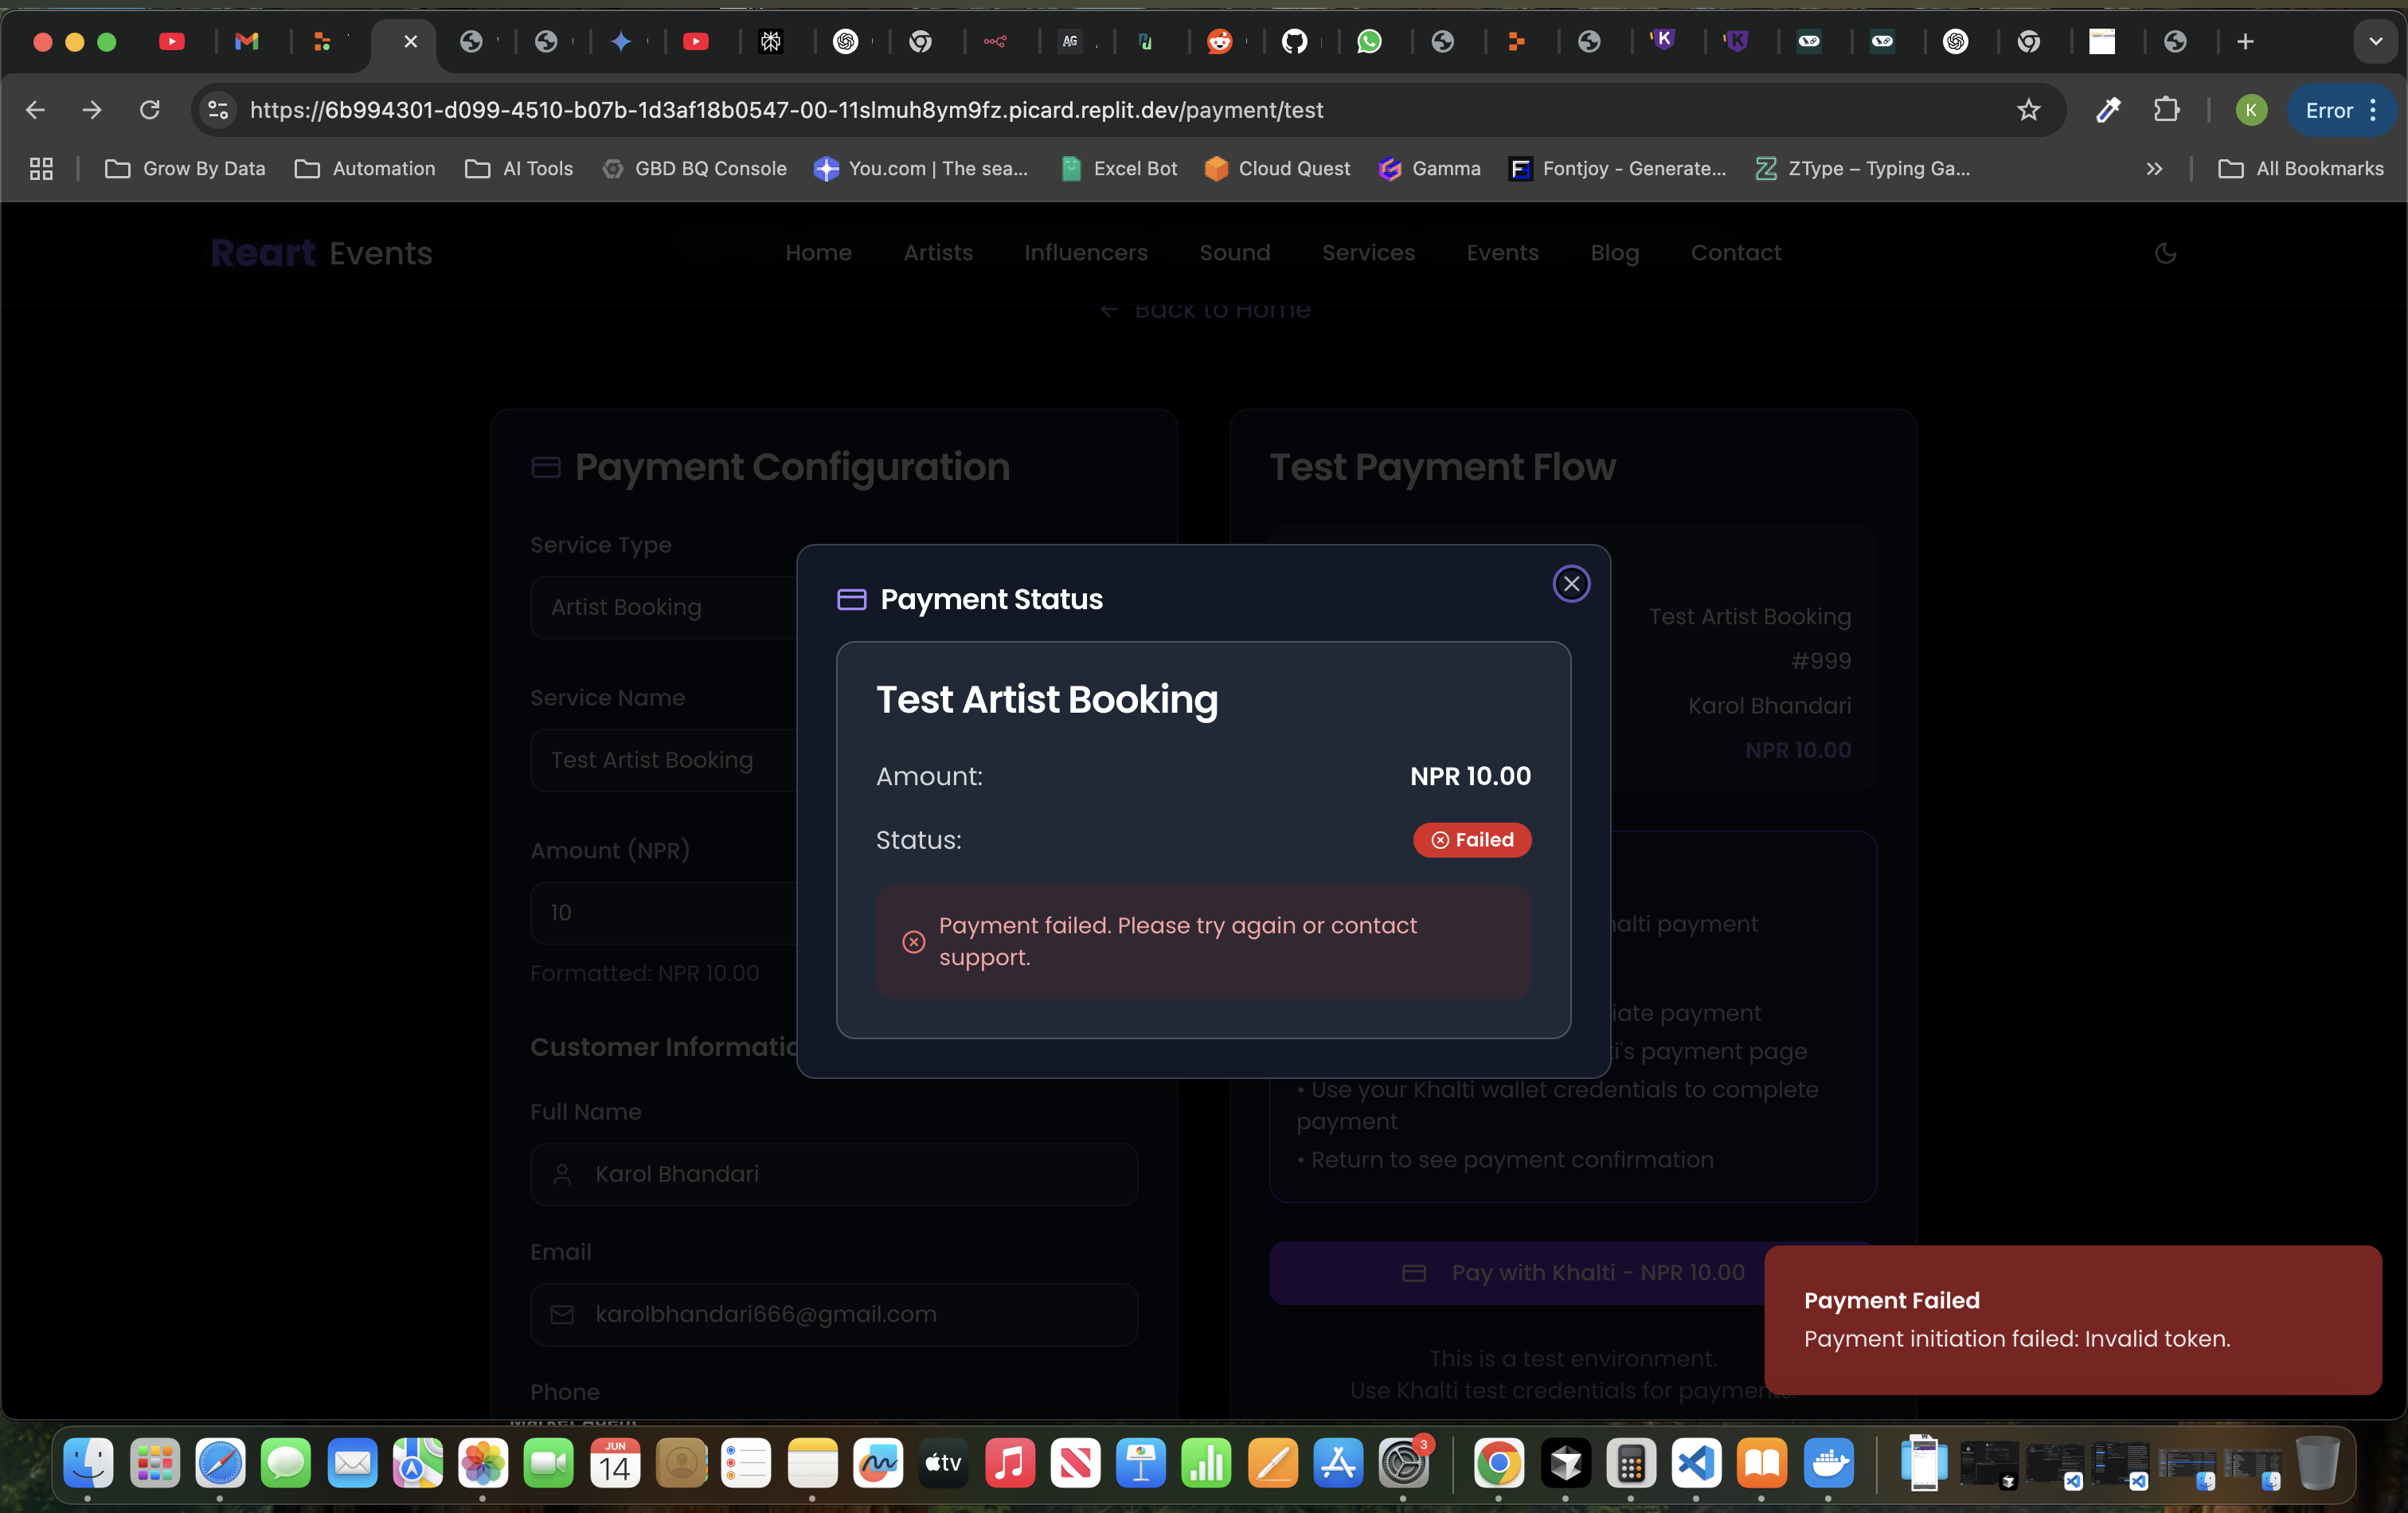 https://6b994301-d099-4510-b07b-1d3af18b0547-00-11slmuh8ym9fz.picard.replit.dev/payment/test
K
Error
Grow By Data
Automation
AI Tools
GBD BQ Console
You.com | The sea...
Excel Bot
Cloud Quest
Gamma
Fontjoy - Generate...
ZType – Typing Ga...
All Bookmarks
Reart Events
Home
Artists
Influencers
Sound
Services
Events
Blog
Contact
Back to Home
Payment Configuration
Service Type
Artist Booking
Service Name
Test Artist Booking
Amount (NPR)
10
Formatted: NPR 10.00
Customer Informatio
Full Name
Karol Bhandari
Email
karolbhandari666@gmail.com
Phone
Test Payment Flow
Test Artist Booking
#999
Karol Bhandari
NPR 10.00
halti payment
iate payment
i's payment page
• Use your Khalti wallet credentials to complete
payment
• Return to see payment confirmation
Pay with Khalti - NPR 10.00
This is a test environment.
Use Khalti test credentials for payments.
Payment Status
Test Artist Booking
Amount:
NPR 10.00
Status:
Failed
Payment failed. Please try again or contact
support.
Payment Failed
Payment initiation failed: Invalid token.
JUN
14
tv
3